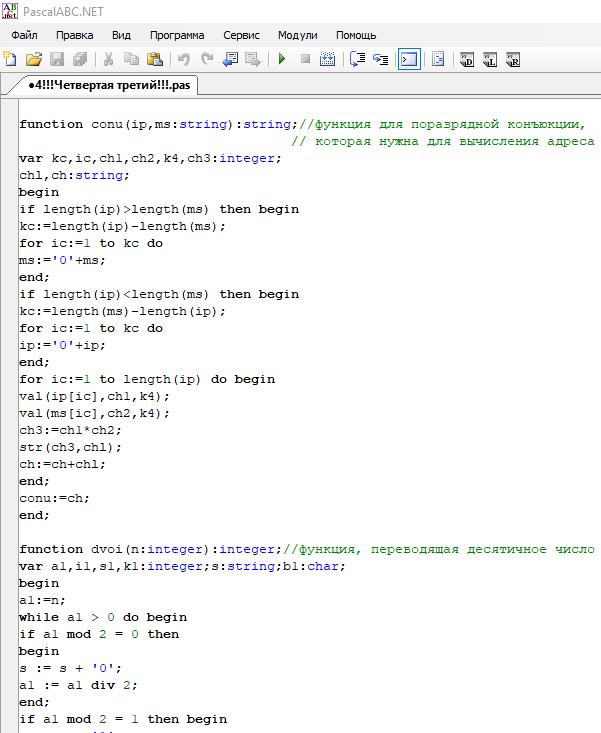 PascalABC.NET
Файл Правка Вид Программа Сервис Модули Помощь
●4!!!Четвертая третий!!!.pas
function conu(ip,ms:string):string;//функция для поразрядной конъюкции,
// которая нужна для вычисления адреса
var kc,ic,ch1,ch2,k4,ch3:integer;
chl,ch:string;
begin
if length(ip)>length(ms) then begin
kc:=length(ip)-length(ms);
for ic:=1 to kc do
ms:='0'+ms;
end;
if length(ip)<length(ms) then begin
kc:=length(ms)-length(ip);
for ic:=1 to kc do
ip:='0'+ip;
end;
for ic:=1 to length(ip) do begin
val(ip[ic],ch1,k4);
val(ms[ic],ch2,k4);
ch3:=ch1*ch2;
str(ch3,chl);
ch:=ch+chl;
end;
conu:=ch;
end;
function dvoi(n:integer):integer;//функция, переводящая десятичное число
var a1,i1,s1,k1:integer;s:string;b1:char;
begin
a1:=n;
while a1 > 0 do begin
if a1 mod 2 = 0 then
begin
s := s + '0';
a1 := a1 div 2;
end;
if a1 mod 2 = 1 then begin